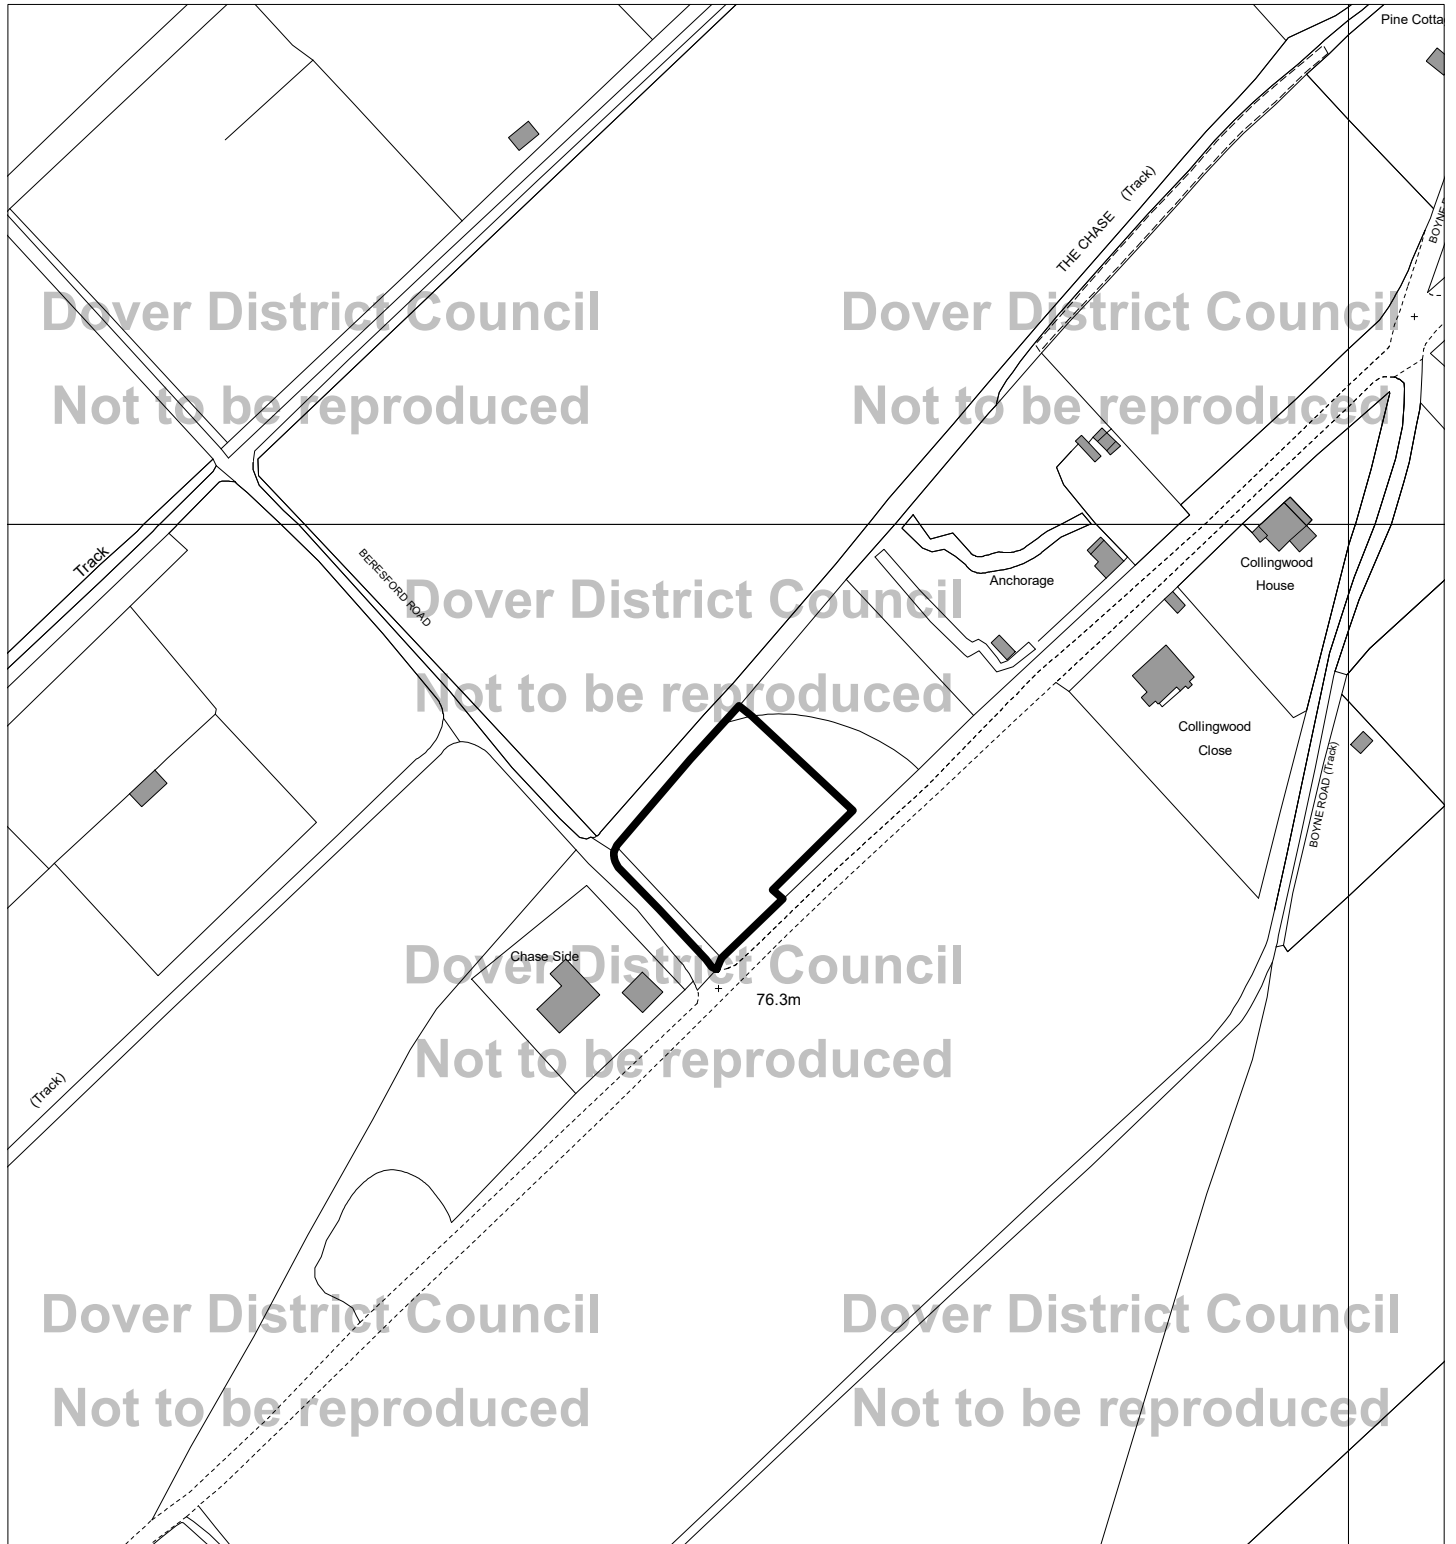 Pine Cotta
THE CHASE (Track)
BOYNE
Dover District Council
Dover District Council
Not to be reproduced
Not to be reproduced
Track
BERESFORD ROAD
Dover District Council
Not to be reproduced
Anchorage
Collingwood
House
Collingwood
Close
BOYNE ROAD (Track)
Chase Side
Dover District Council
76.3m
Not to be reproduced
(Track)
Dover District Council
Dover District Council
Not to be reproduced
Not to be reproduced